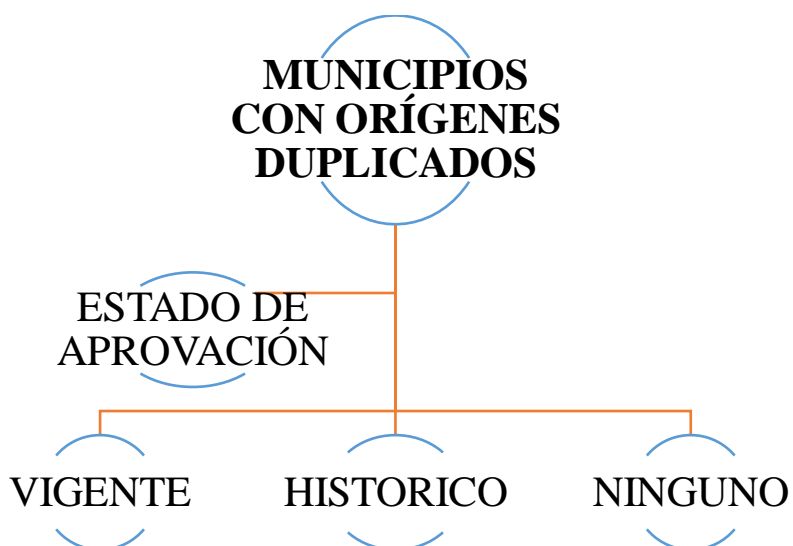 MUNICIPIOS
CON ORÍGENES
DUPLICADOS
ESTADO DE
APROVACIÓN
VIGENTE
HISTORICO
NINGUNO